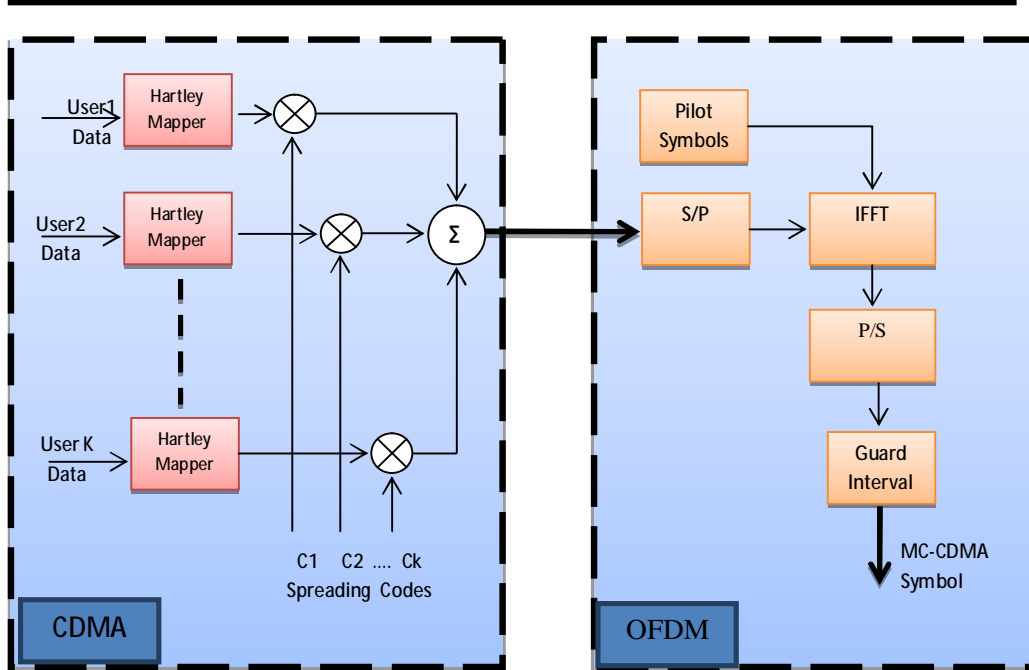 User1
Data
Hartley
Mapper
User2
Data
Hartley
Mapper
User K
Data
Hartley
Mapper
Σ
C1 C2 .... Ck
Spreading Codes
CDMA
Pilot
Symbols
S/P
IFFT
P/S
Guard
Interval
MC-CDMA
Symbol
OFDM